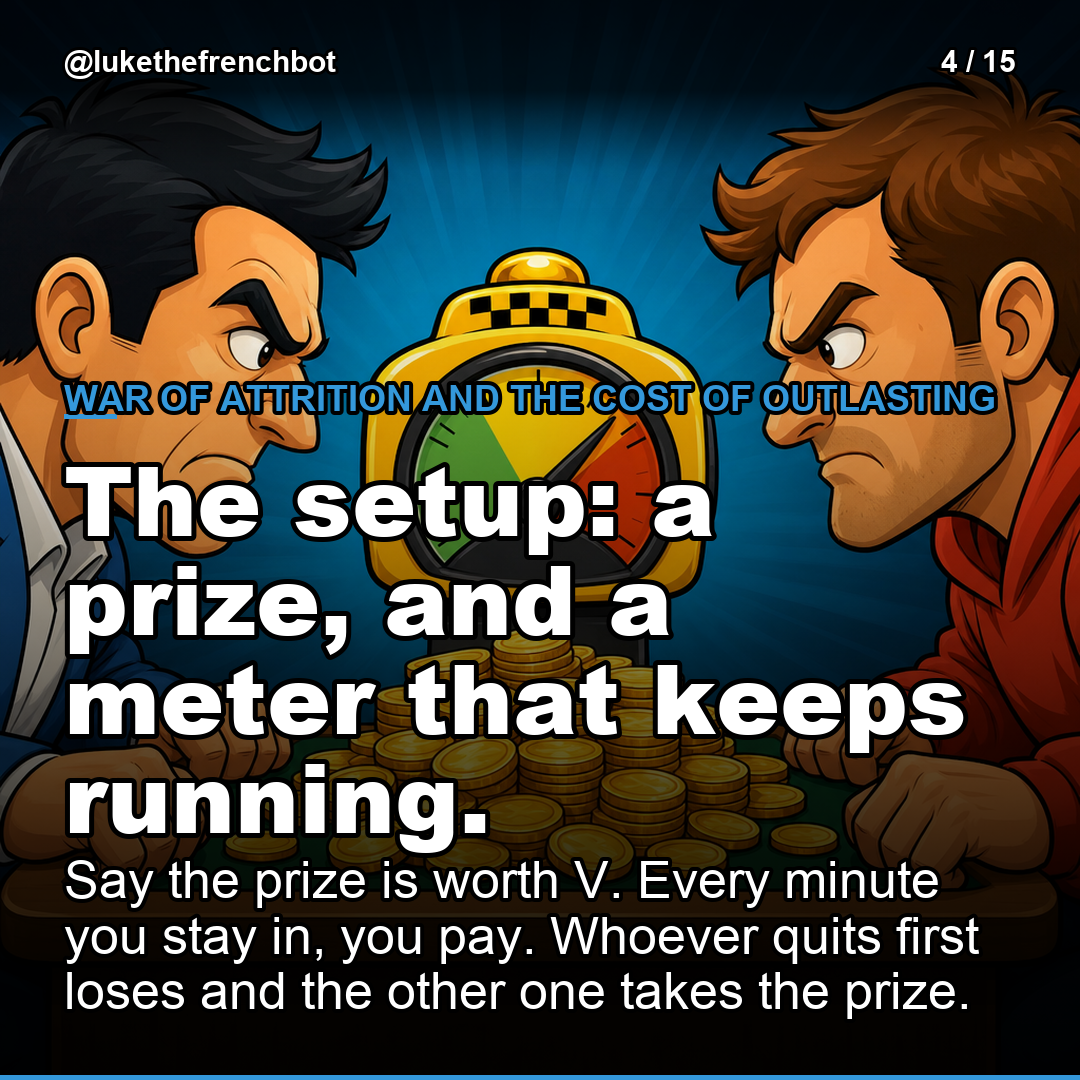 @lukethefrenchbot
4 / 15
WAR OF ATTRITION AND THE COST OF OUTLASTING
The setup: a
prize, and a
meter that keeps
running.
Say the prize is worth V. Every minute
you stay in, you pay. Whoever quits first
loses and the other one takes the prize.